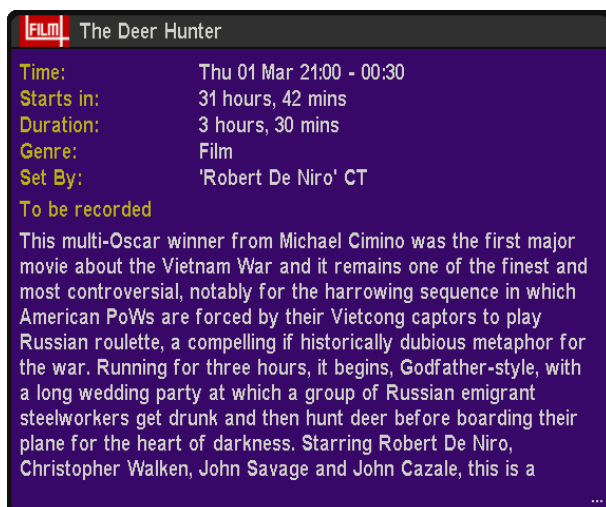 FILM4 The Deer Hunter
Time: Thu 01 Mar 21:00 - 00:30
Starts in: 31 hours, 42 mins
Duration: 3 hours, 30 mins
Genre: Film
Set By: 'Robert De Niro' CT
To be recorded
This multi-Oscar winner from Michael Cimino was the first major
movie about the Vietnam War and it remains one of the finest and
most controversial, notably for the harrowing sequence in which
American PoWs are forced by their Vietcong captors to play
Russian roulette, a compelling if historically dubious metaphor for
the war. Running for three hours, it begins, Godfather-style, with
a long wedding party at which a group of Russian emigrant
steelworkers get drunk and then hunt deer before boarding their
plane for the heart of darkness. Starring Robert De Niro,
Christopher Walken, John Savage and John Cazale, this is a
...